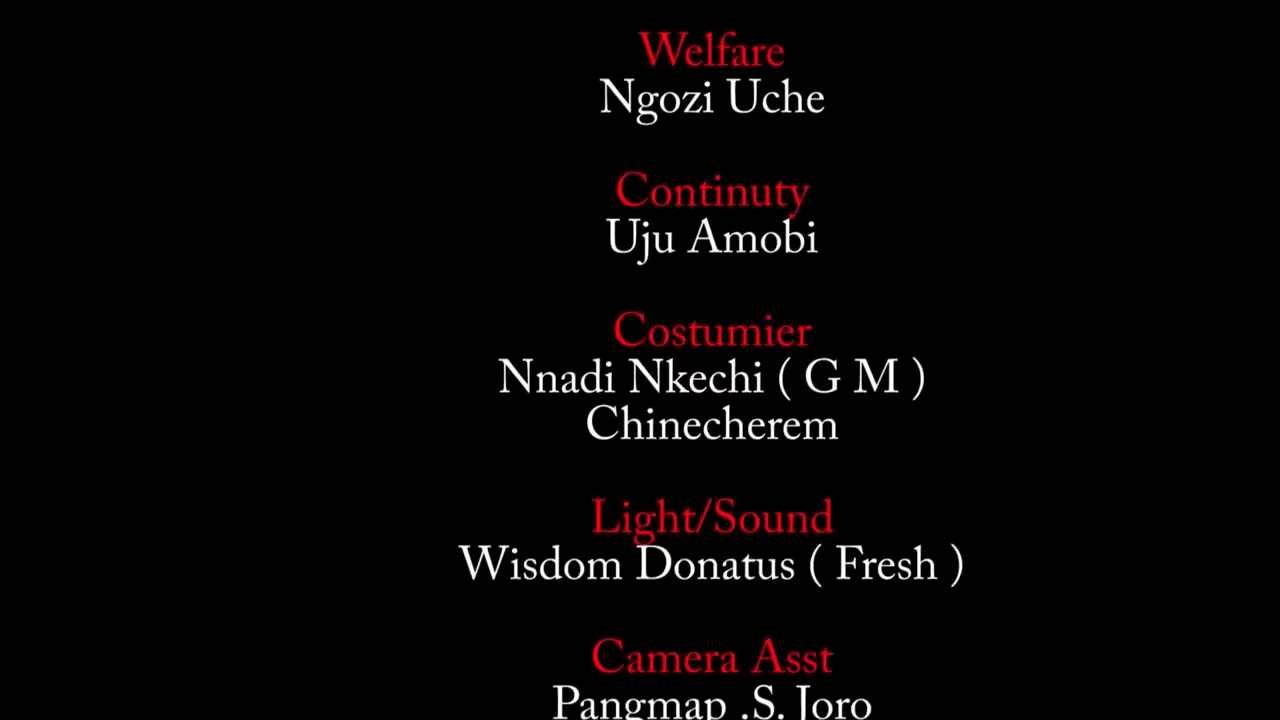 Welfare
Ngozi Uche
Continuty
Uju Amobi
Costumier
Nnadi Nkechi ( G M )
Chinecherem
Light/Sound
Wisdom Donatus ( Fresh )
Camera Asst
Pangmap .S. Joro